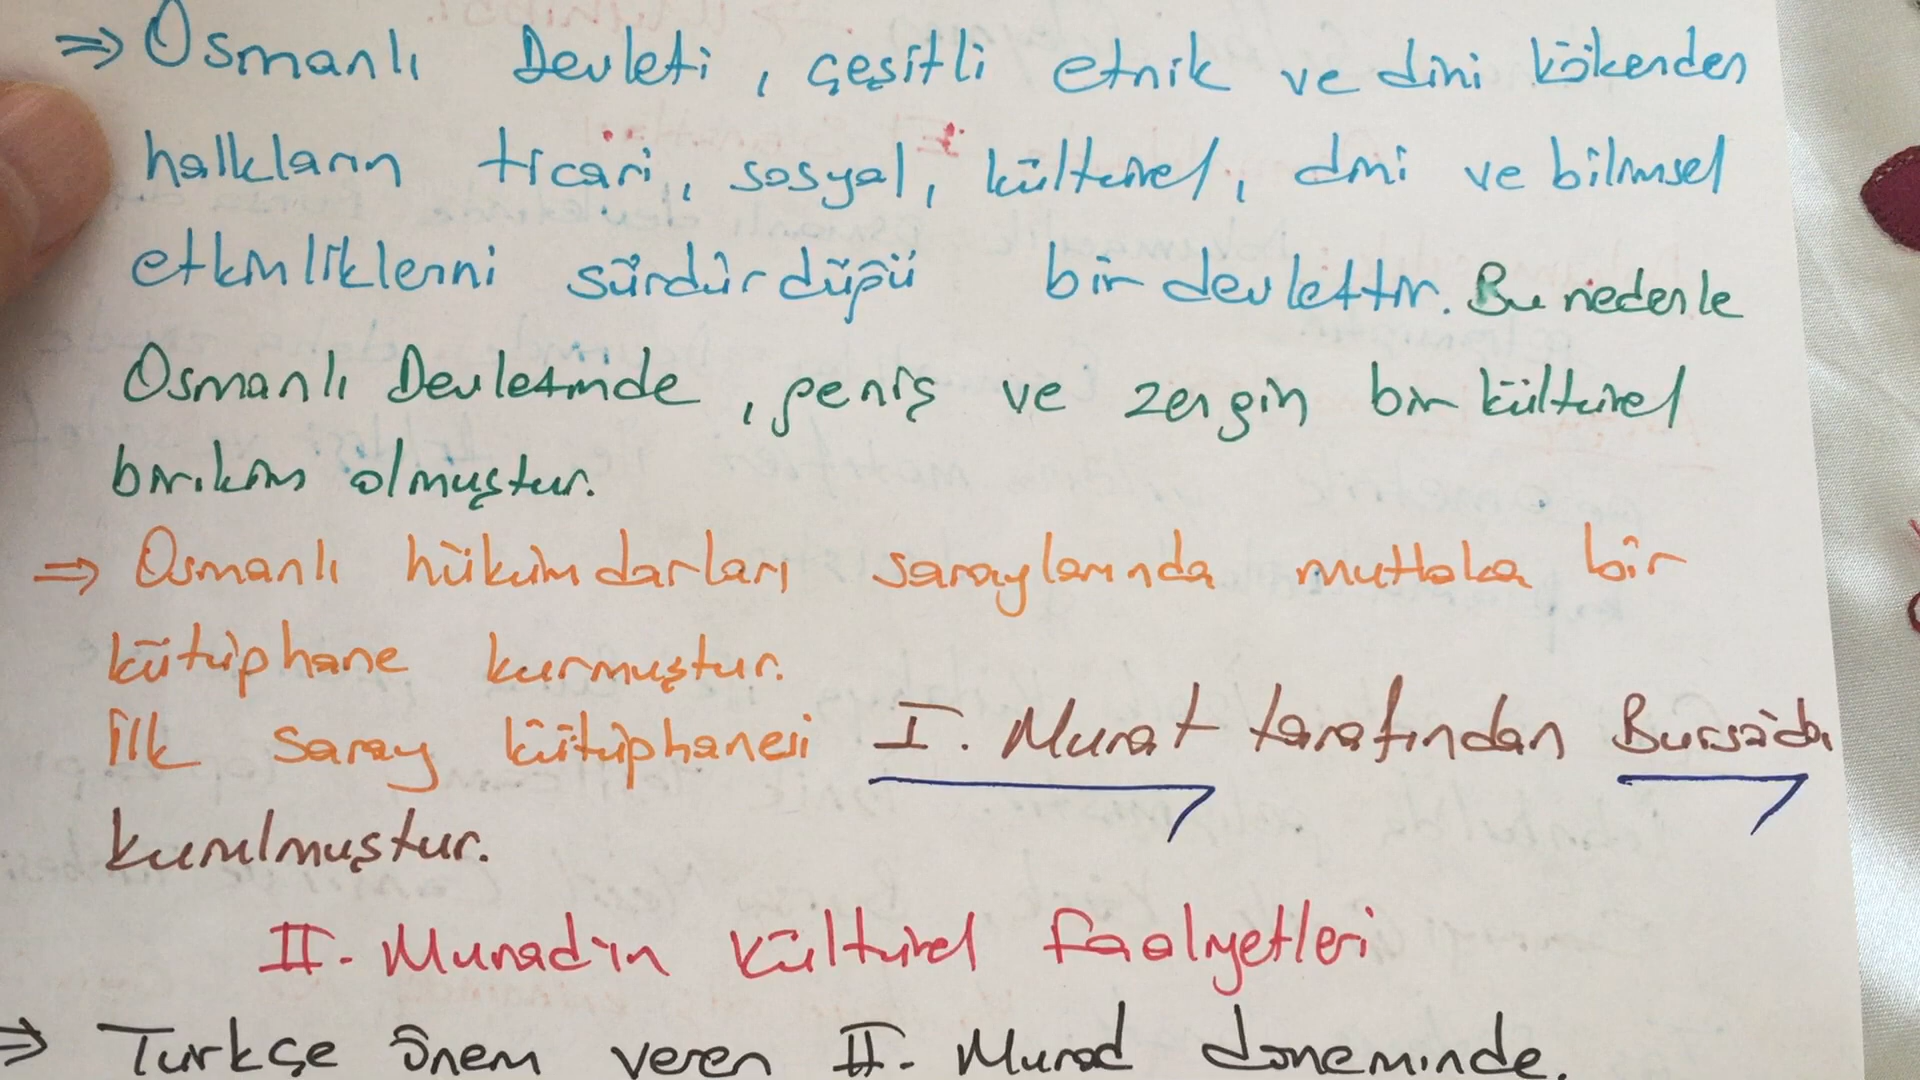 ⇒ Osmanlı Devleti, çeşitli etnik ve dini kökenden
halkların ticari, sosyal, kültürel, dini ve bilimsel
etkinliklerini sürdürdüğü bir devlettir. Bu nedenle
Osmanlı Devletinde, geniş ve zengin bir kültürel
birikim olmuştur.
⇒ Osmanlı hükümdarları saraylarında mutlaka bir
kütüphane kurmuştur.
İlk saray kütüphanesi I. Murat tarafından Bursa'da
kurulmuştur.
II. Murad'ın Kültürel Faaliyetleri
⇒ Türkçe önem veren II. Murad döneminde,